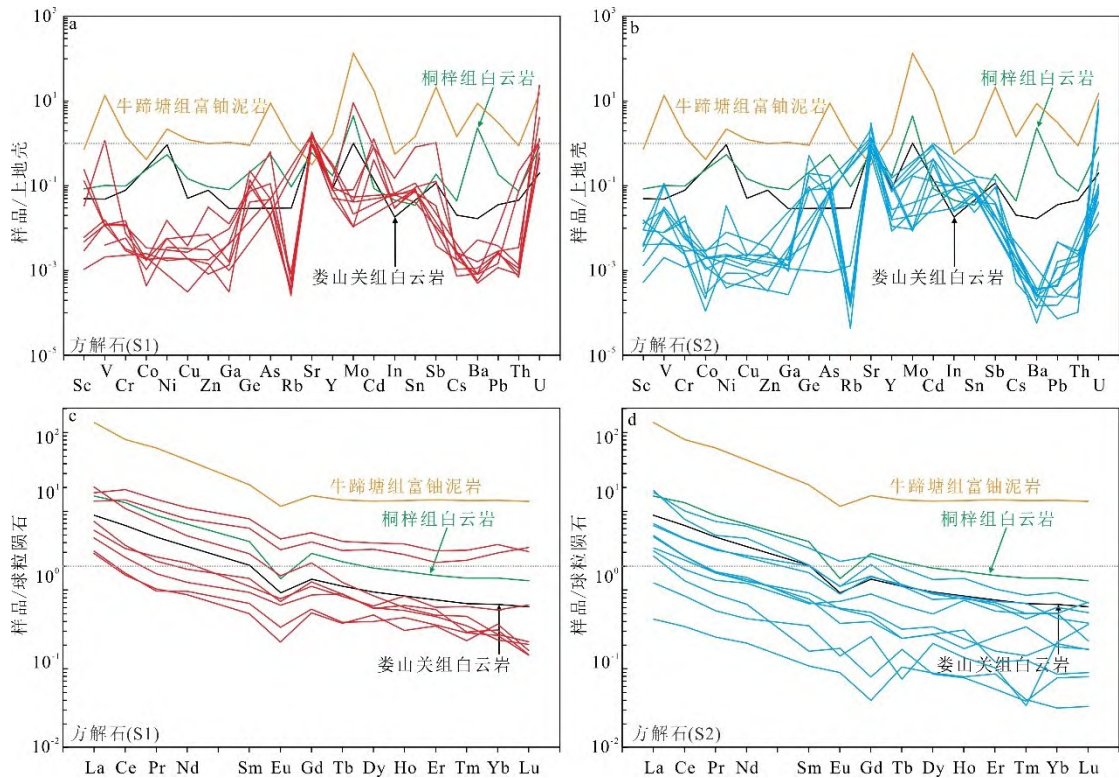 10³
10¹
10⁻¹
10⁻³
10⁻⁵
样品/上地壳
a
牛蹄塘组富铀泥岩
桐梓组白云岩
娄山关组白云岩
方解石(S1)
V Co Cu Ga As Sr Mo In Sb Ba Th
Sc Cr Ni Zn Ge Rb Y Cd Sn Cs Pb U
10³
10¹
10⁻¹
10⁻³
10⁻⁵
样品/上地壳
b
牛蹄塘组富铀泥岩
桐梓组白云岩
娄山关组白云岩
方解石(S2)
V Co Cu Ga As Sr Mo In Sb Ba Th
Sc Cr Ni Zn Ge Rb Y Cd Sn Cs Pb U
10²
10¹
10⁰
10⁻¹
10⁻²
样品/球粒陨石
c
牛蹄塘组富铀泥岩
桐梓组白云岩
娄山关组白云岩
方解石(S1)
La Ce Pr Nd Sm Eu Gd Tb Dy Ho Er Tm Yb Lu
10²
10¹
10⁰
10⁻¹
10⁻²
样品/球粒陨石
d
牛蹄塘组富铀泥岩
桐梓组白云岩
娄山关组白云岩
方解石(S2)
La Ce Pr Nd Sm Eu Gd Tb Dy Ho Er Tm Yb Lu